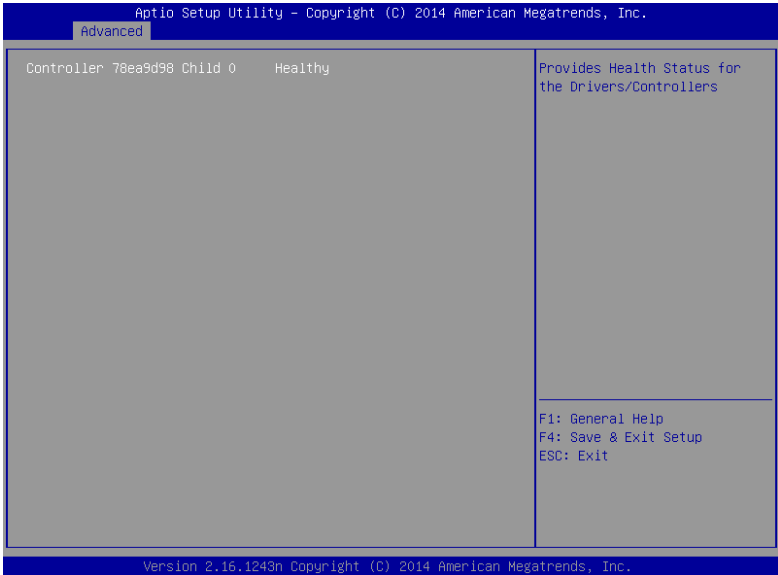 Aptio Setup Utility – Copyright (C) 2014 American Megatrends, Inc.
Advanced
Controller 78ea9d98 Child 0 Healthy
Provides Health Status for
the Drivers/Controllers
F1: General Help
F4: Save & Exit Setup
ESC: Exit
Version 2.16.1243n Copyright (C) 2014 American Megatrends, Inc.